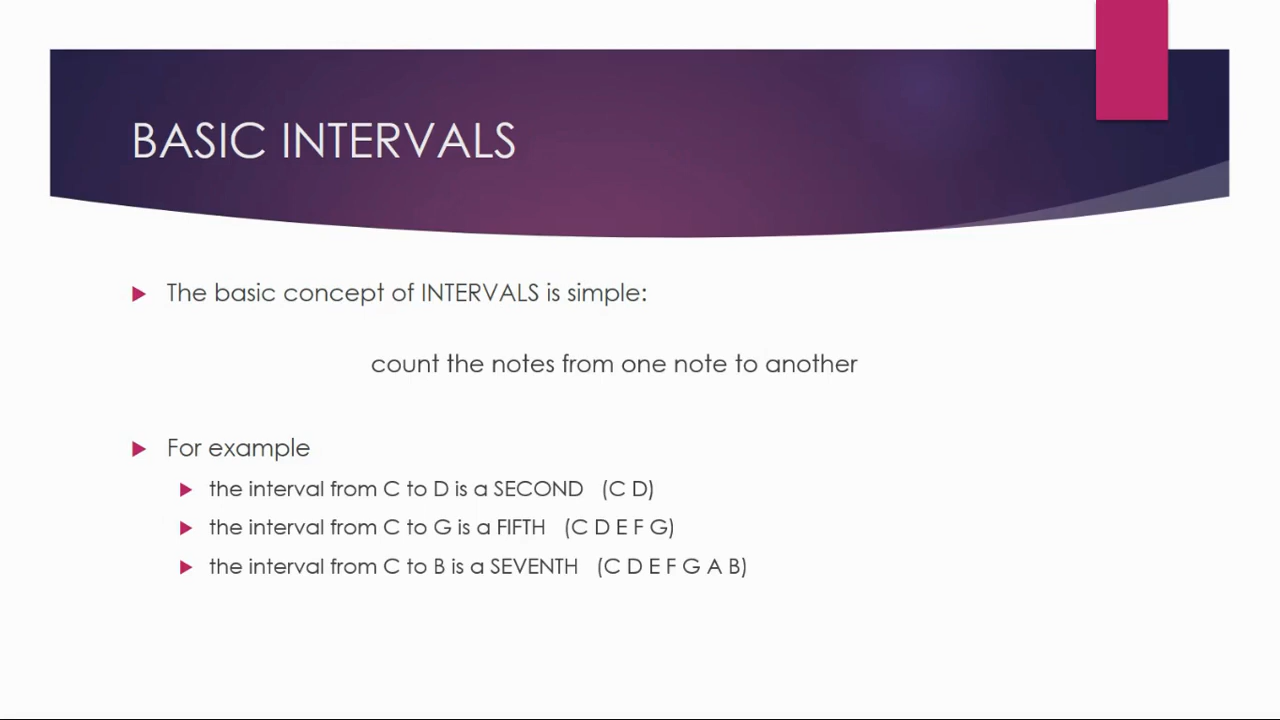 BASIC INTERVALS
The basic concept of INTERVALS is simple:
count the notes from one note to another
For example
the interval from C to D is a SECOND (C D)
the interval from C to G is a FIFTH (C D E F G)
the interval from C to B is a SEVENTH (C D E F G A B)